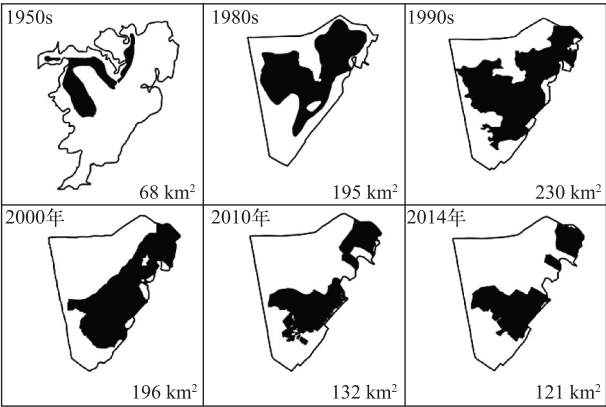 1950s
68 km²
1980s
195 km²
1990s
230 km²
2000年
196 km²
2010年
132 km²
2014年
121 km²